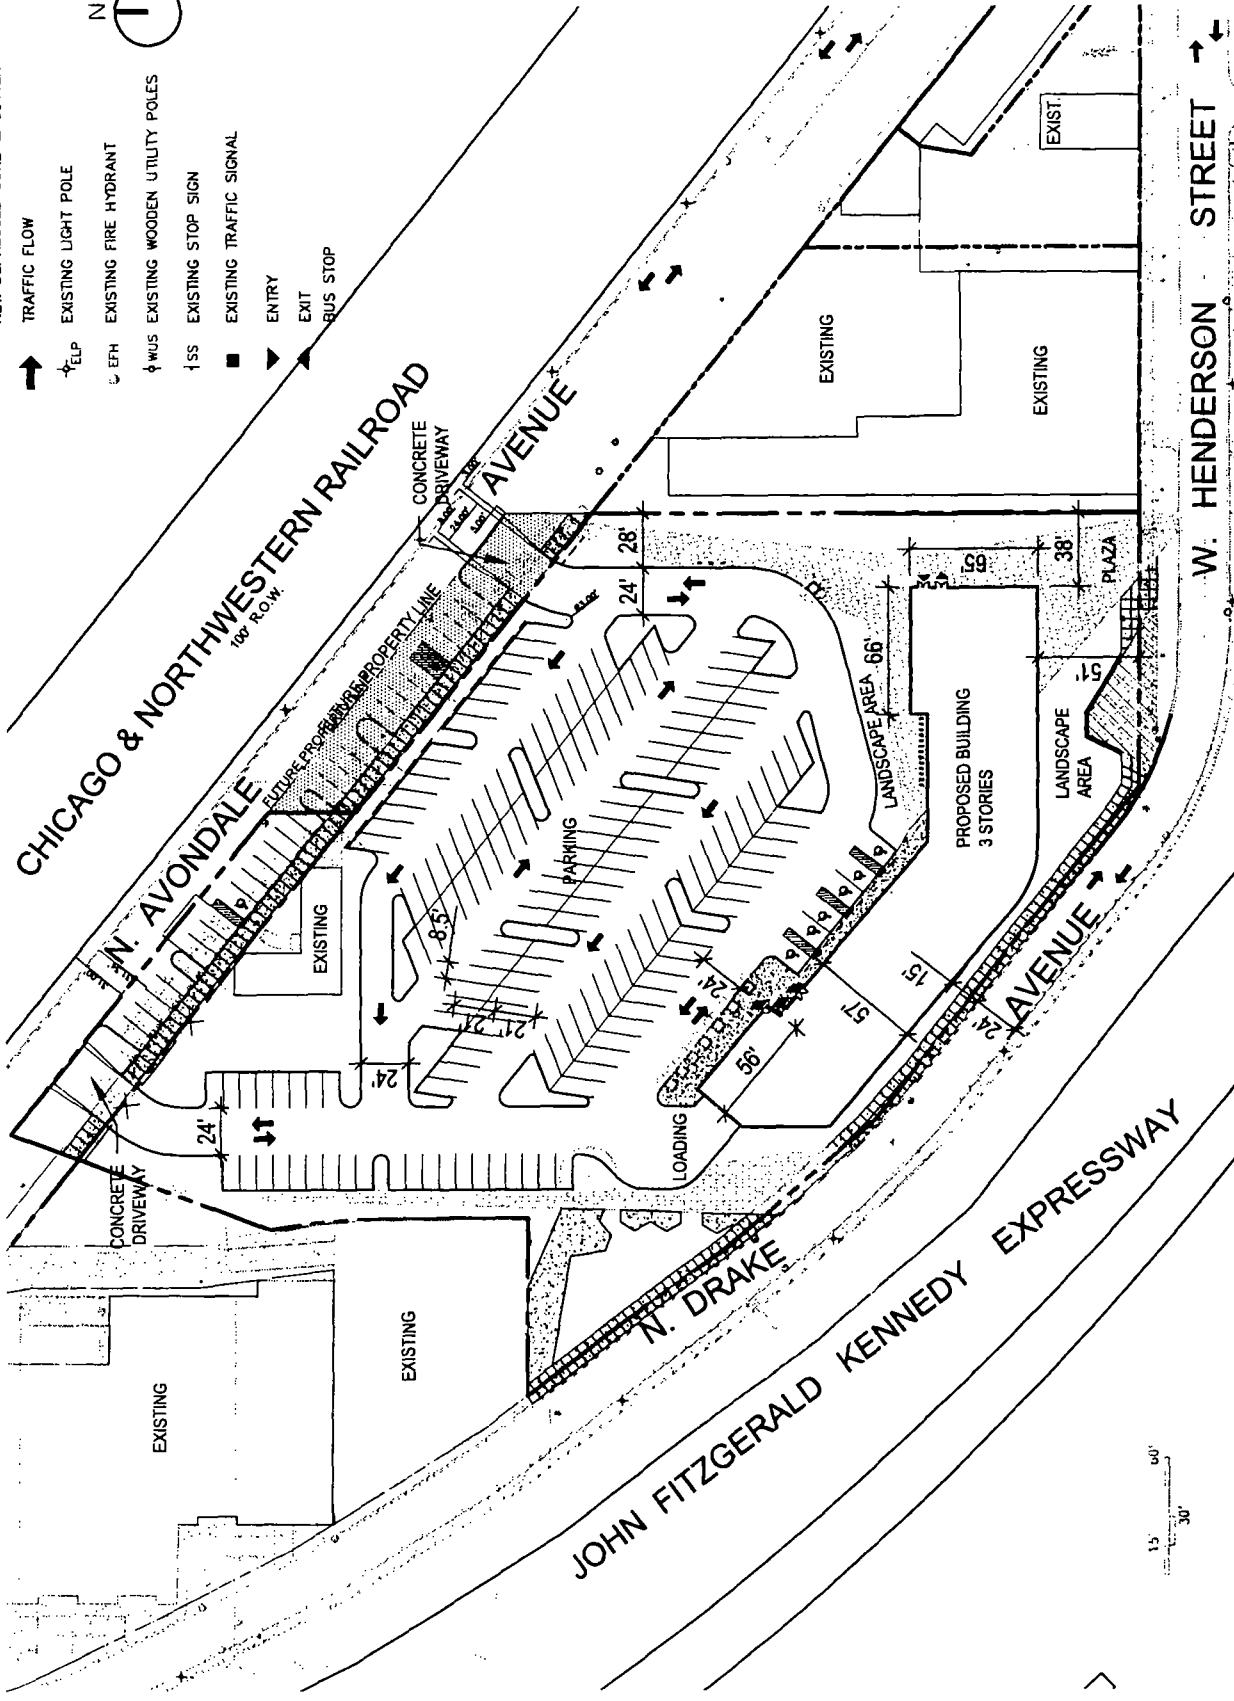 N
TRAFFIC FLOW
ELP EXISTING LIGHT POLE
EFH EXISTING FIRE HYDRANT
WUS EXISTING WOODEN UTILITY POLES
SS EXISTING STOP SIGN
EXISTING TRAFFIC SIGNAL
ENTRY
EXIT
BUS STOP
CHICAGO & NORTHWESTERN RAILROAD
100' R.O.W.
N. AVONDALE
AVENUE
CONCRETE
DRIVEWAY
FUTURE PROPERTY LINE
EXISTING
EXISTING
EXIST.
28'
24'
65'
38'
PLAZA
W. HENDERSON STREET
66'
LANDSCAPE AREA
51'
LANDSCAPE
AREA
PROPOSED BUILDING
3 STORIES
PARKING
EXISTING
8.5'
21'
21'
24'
24'
24'
57'
56'
15'
24'
LOADING
CONCRETE
DRIVEWAY
EXISTING
EXISTING
N. DRAKE
AVENUE
JOHN FITZGERALD KENNEDY EXPRESSWAY
15'
30'